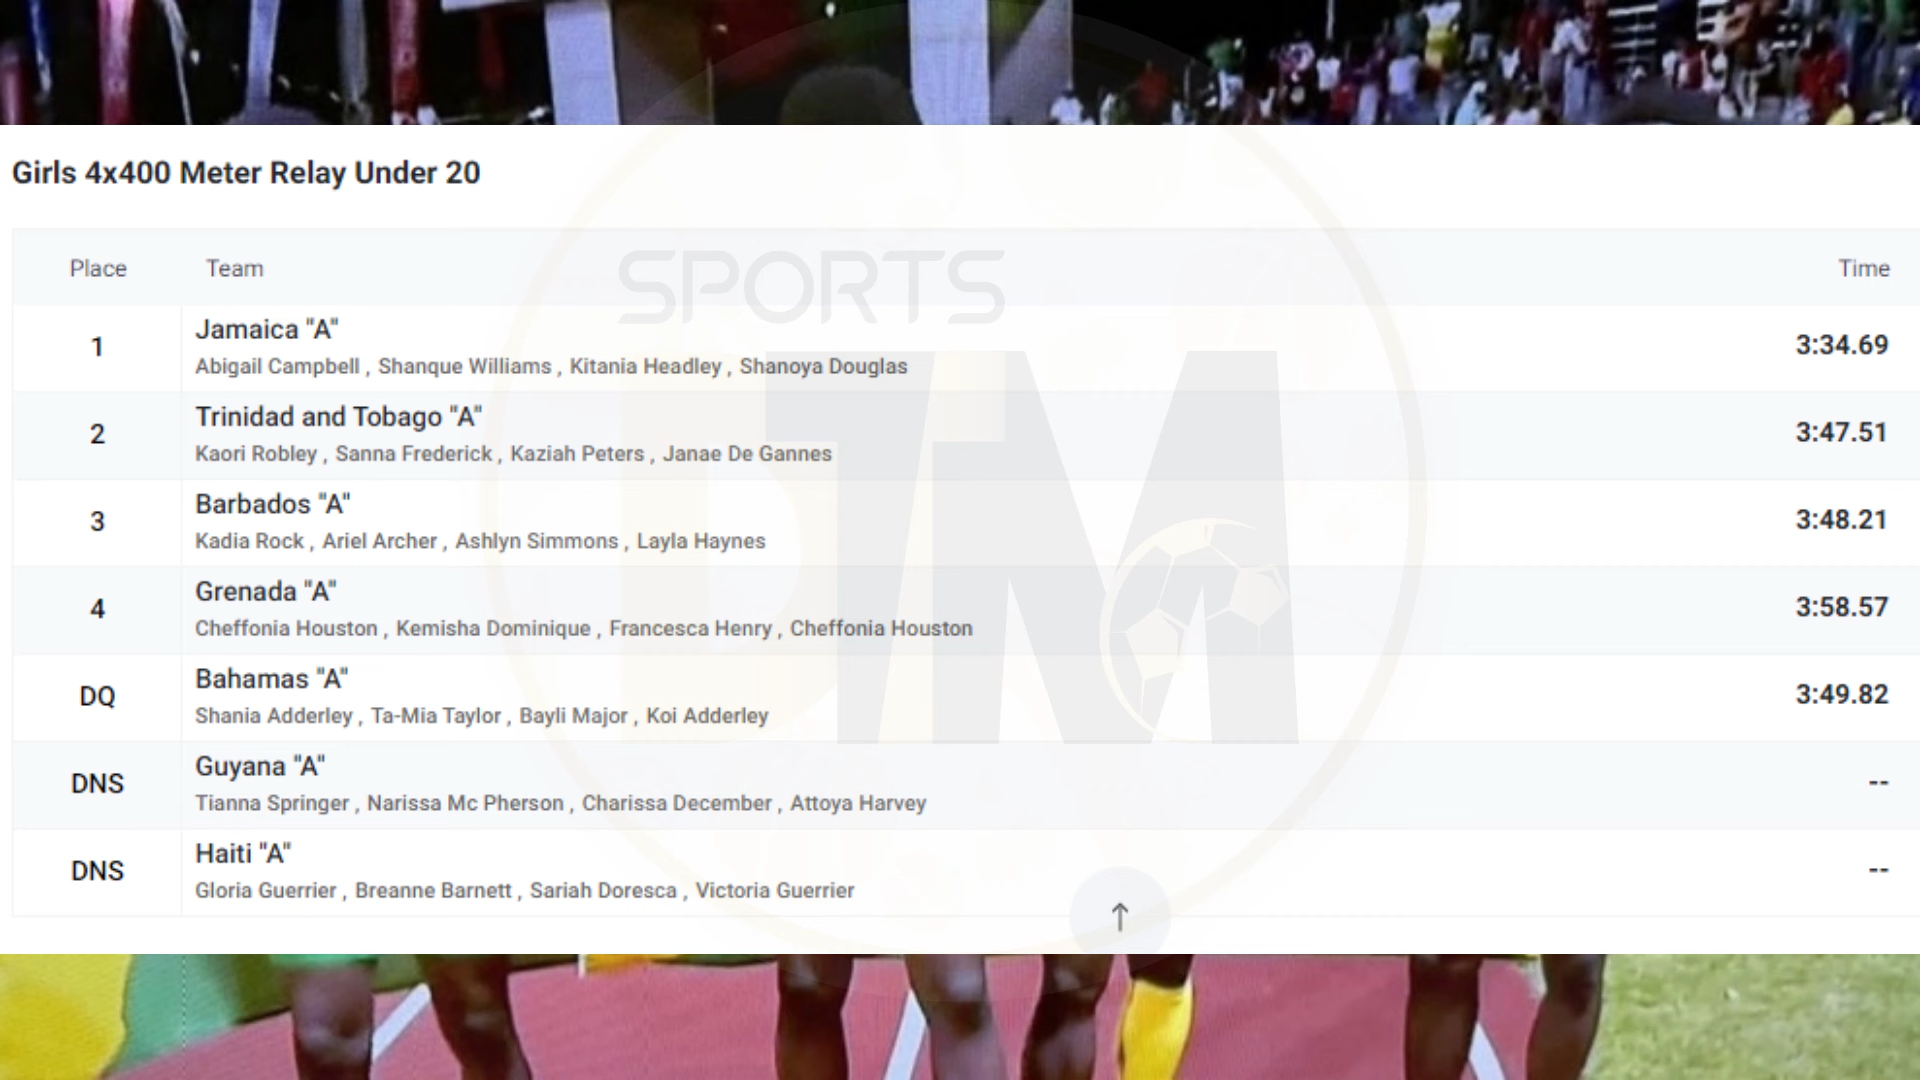 Girls 4x400 Meter Relay Under 20
SPORTS
Place Team Time
1 Jamaica "A" 3:34.69
Abigail Campbell , Shanque Williams , Kitania Headley , Shanoya Douglas
2 Trinidad and Tobago "A" 3:47.51
Kaori Robley , Sanna Frederick , Kaziah Peters , Janae De Gannes
3 Barbados "A" 3:48.21
Kadia Rock , Ariel Archer , Ashlyn Simmons , Layla Haynes
DTM
4 Grenada "A" 3:58.57
Cheffonia Houston , Kemisha Dominique , Francesca Henry , Cheffonia Houston
DQ Bahamas "A" 3:49.82
Shania Adderley , Ta-Mia Taylor , Bayli Major , Koi Adderley
DNS Guyana "A" --
Tianna Springer , Narissa Mc Pherson , Charissa December , Attoya Harvey
DNS Haiti "A" --
Gloria Guerrier , Breanne Barnett , Sariah Doresca , Victoria Guerrier